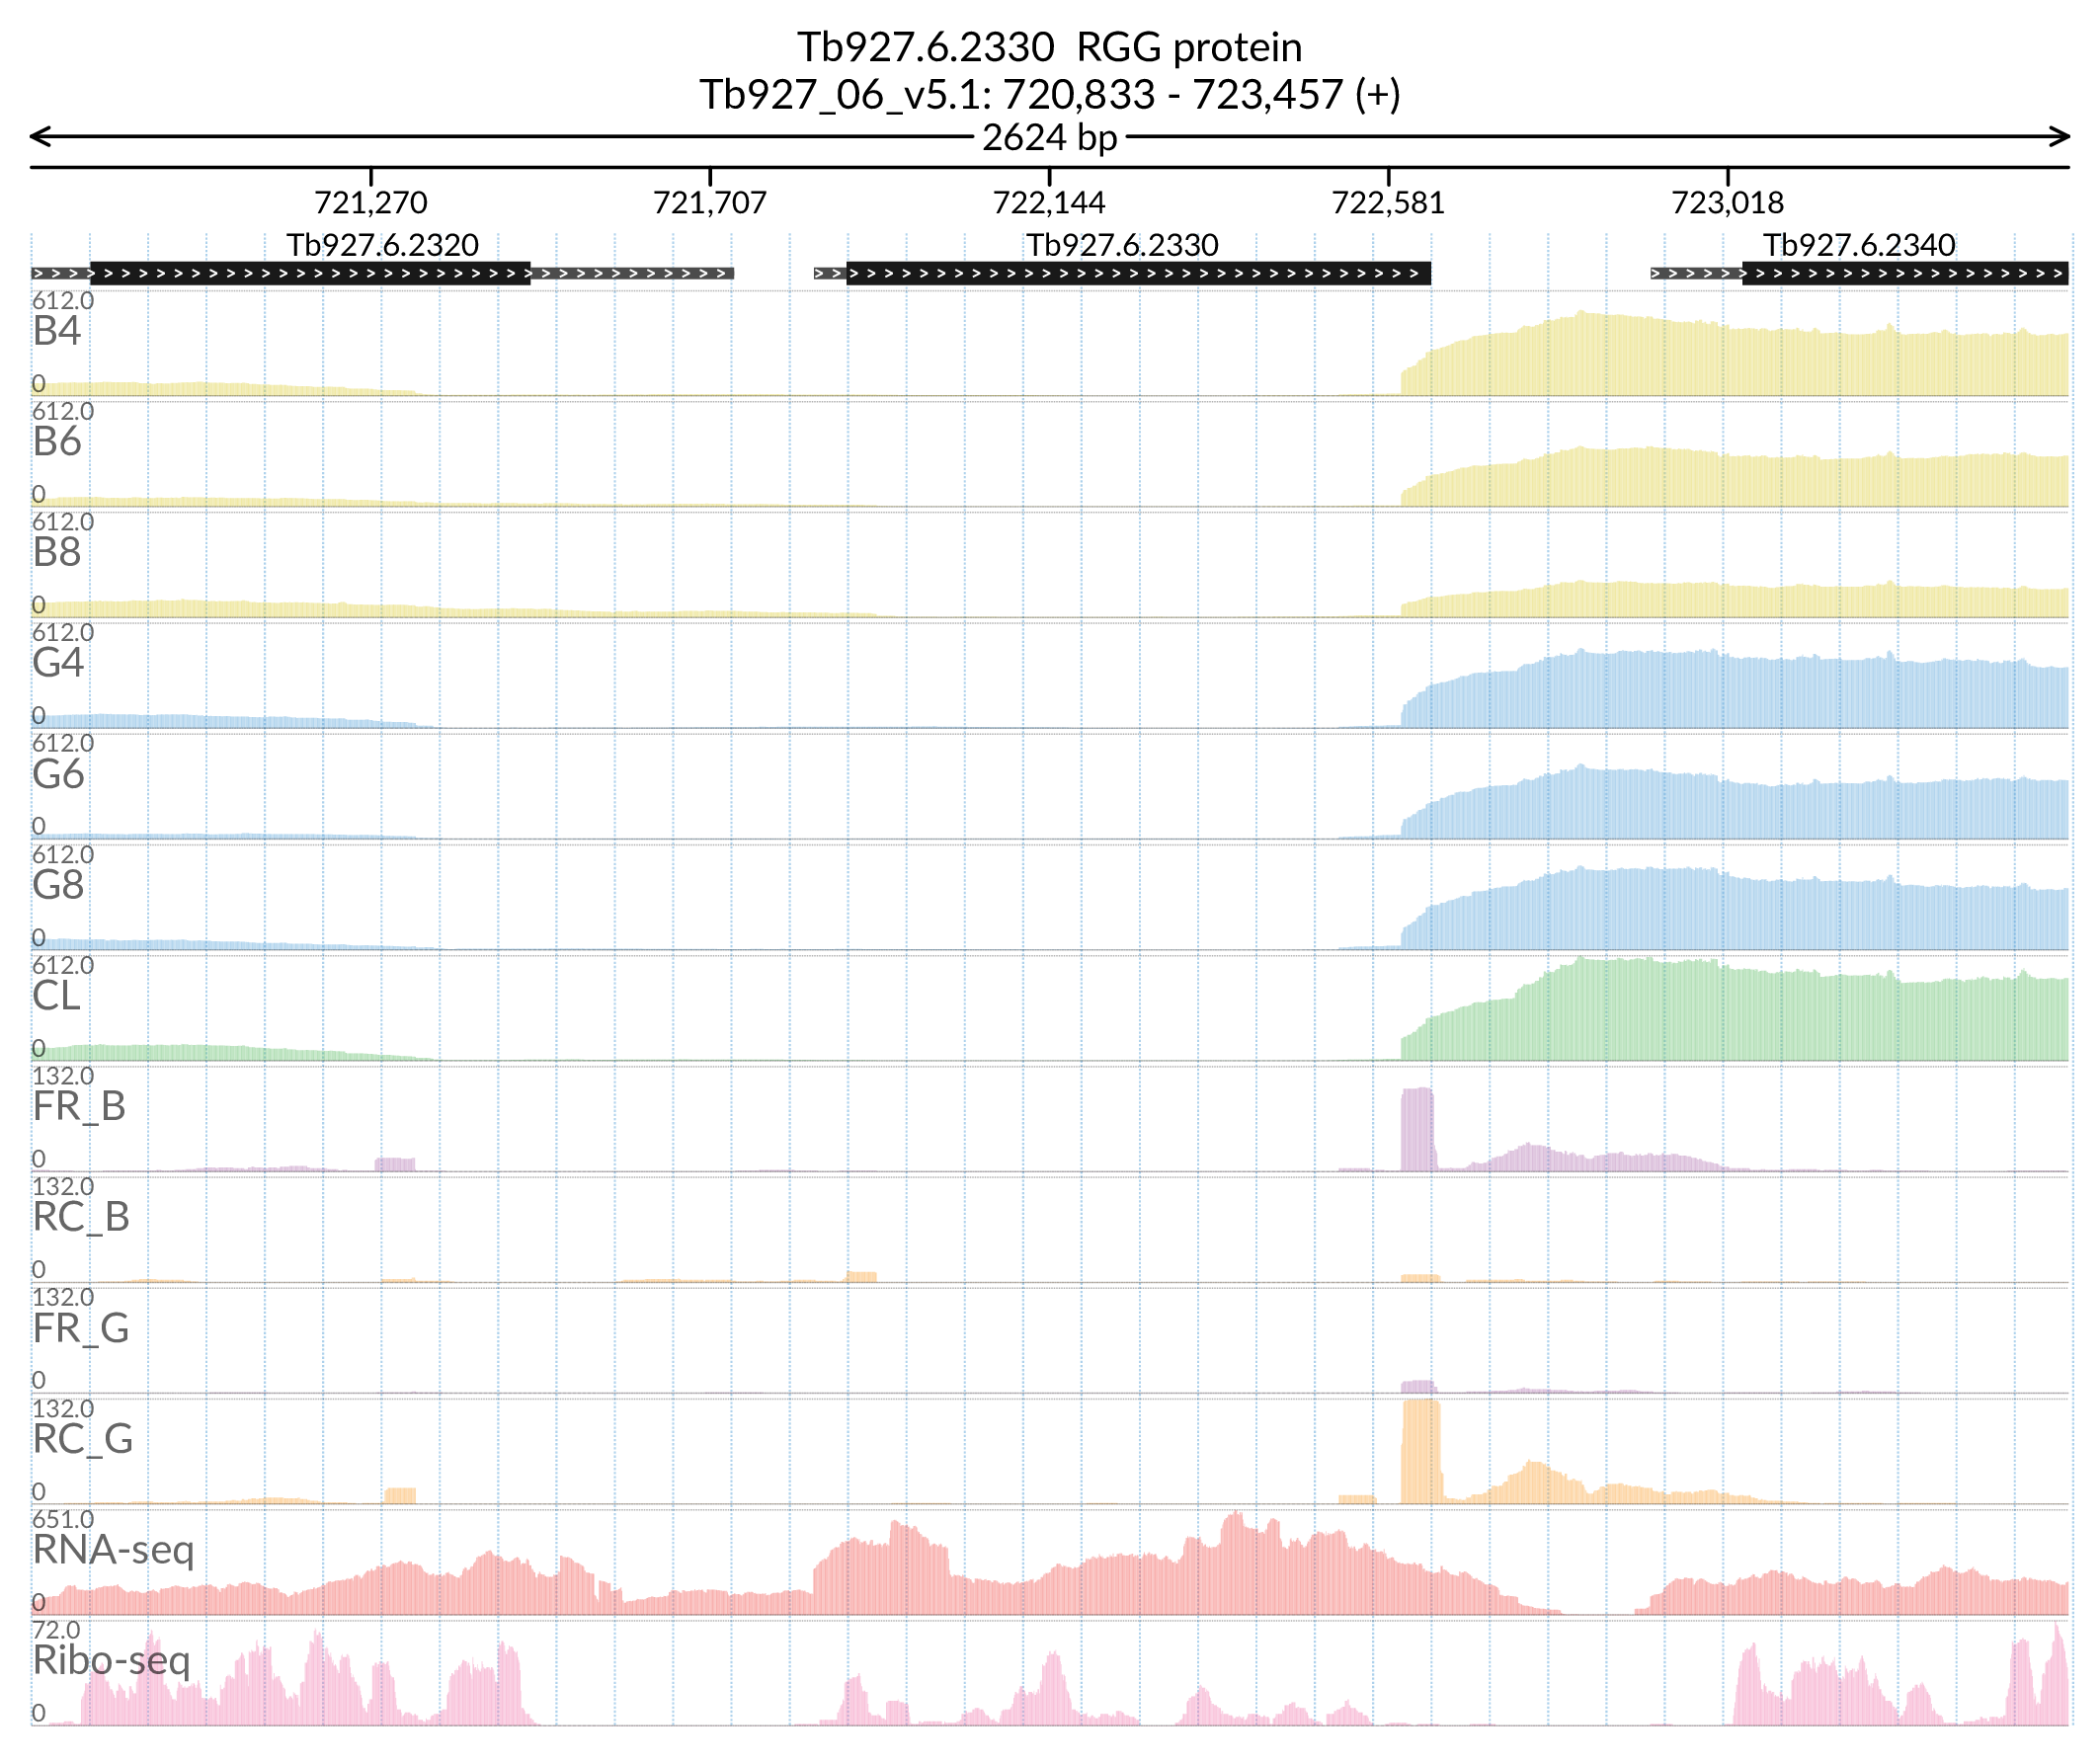 Tb927.6.2330 RGG protein
Tb927_06_v5.1: 720,833 - 723,457 (+)
2624 bp
721,270 721,707 722,144 722,581 723,018
Tb927.6.2320 Tb927.6.2330 Tb927.6.2340
612.0
B4
0
612.0
B6
0
612.0
B8
0
612.0
G4
0
612.0
G6
0
612.0
G8
0
612.0
CL
0
132.0
FR_B
0
132.0
RC_B
0
132.0
FR_G
0
132.0
RC_G
0
651.0
RNA-seq
0
72.0
Ribo-seq
0